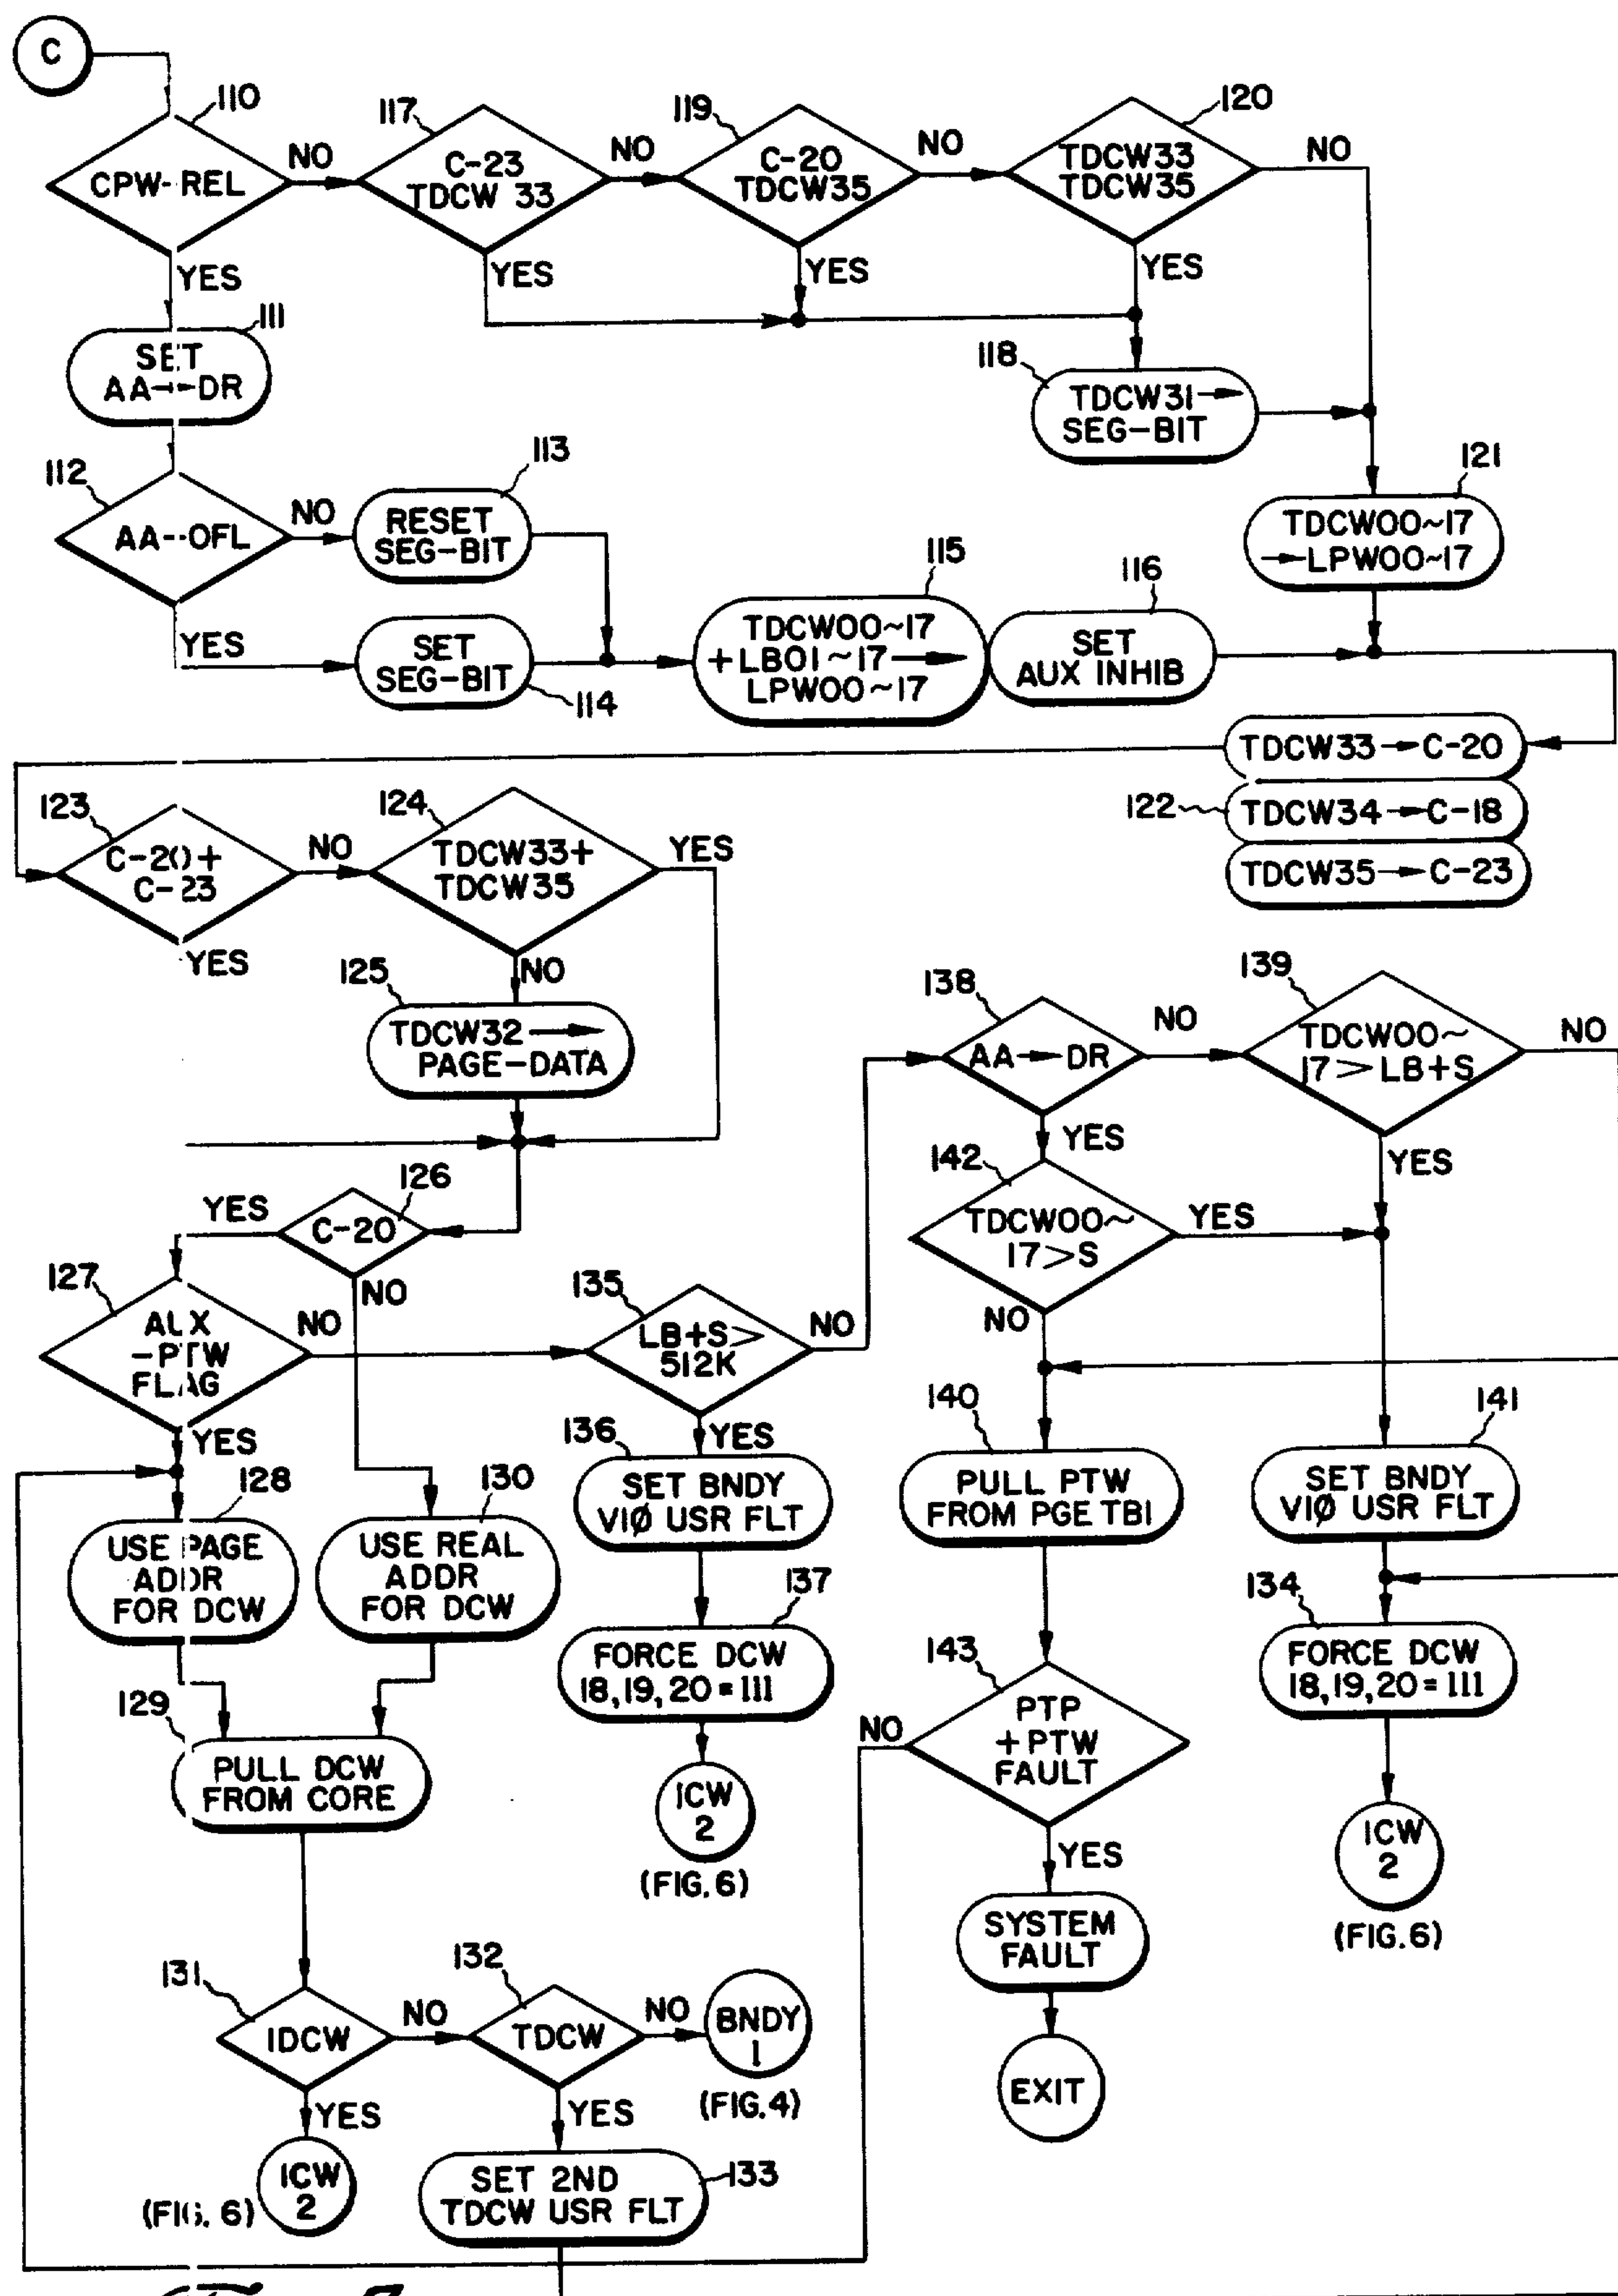 C
110
CPW-REL
NO
YES
117
C-23
TDCW 33
NO
YES
119
C-20
TDCW35
NO
YES
120
TDCW33
TDCW35
NO
YES
111
SET
AA→DR
118
TDCW31→
SEG-BIT
112
AA-OFL
NO
YES
113
RESET
SEG-BIT
114
SET
SEG-BIT
115
TDCW00~17
+LB01~17→
LPW00~17
116
SET
AUX INHIB
121
TDCW00~17
→LPW00~17
122
TDCW33→C-20
TDCW34→C-18
TDCW35→C-23
123
C-20+
C-23
NO
YES
124
TDCW33+
TDCW35
YES
NO
125
TDCW32→
PAGE-DATA
126
C-20
YES
NO
127
AUX
-PTW
FLAG
NO
YES
128
USE PAGE
ADDR
FOR DCW
130
USE REAL
ADDR
FOR DCW
129
PULL DCW
FROM CORE
131
IDCW
NO
YES
ICW
2
(FIG. 6)
132
TDCW
NO
YES
BNDY
1
(FIG.4)
133
SET 2ND
TDCW USR FLT
135
LB+S>
512K
NO
YES
136
SET BNDY
VIØ USR FLT
137
FORCE DCW
18,19,20=111
ICW
2
(FIG.6)
138
AA→DR
NO
YES
139
TDCW00~
17>LB+S
NO
YES
142
TDCW00~
17>S
YES
NO
140
PULL PTW
FROM PGE TBl
141
SET BNDY
VIØ USR FLT
134
FORCE DCW
18,19,20=111
ICW
2
(FIG.6)
143
PTP
+PTW
FAULT
NO
YES
SYSTEM
FAULT
EXIT